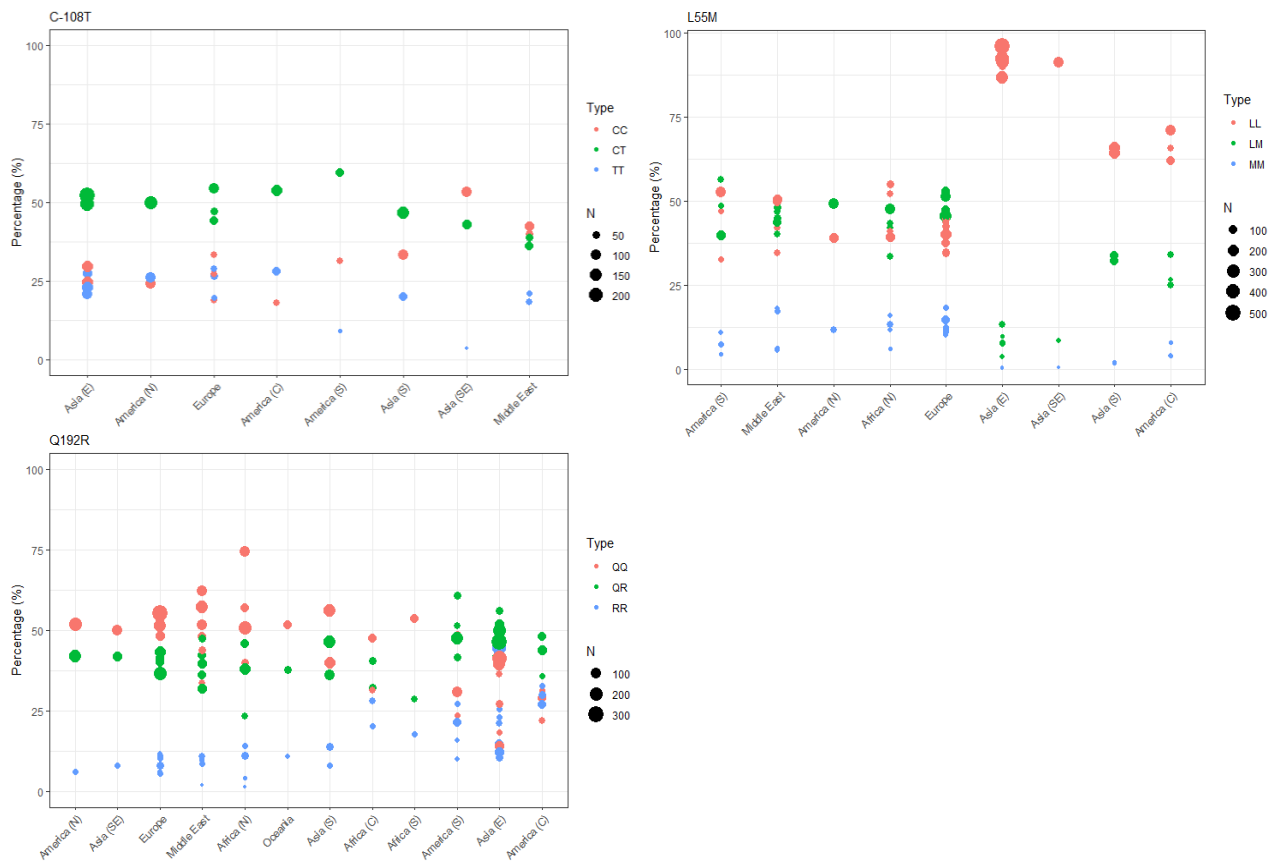 C-108T
Percentage (%)
100
75
50
25
0
Asia (E)
America (N)
Europe
America (C)
America (S)
Asia (S)
Asia (SE)
Middle East
Type
CC
CT
TT
N
50
100
150
200
L55M
Percentage (%)
100
75
50
25
0
America (S)
Middle East
America (N)
Africa (N)
Europe
Asia (E)
Asia (SE)
Asia (S)
America (C)
Type
LL
LM
MM
N
100
200
300
400
500
Q192R
Percentage (%)
100
75
50
25
0
America (N)
Asia (SE)
Europe
Middle East
Africa (N)
Oceania
Asia (S)
Africa (C)
Africa (S)
America (S)
Asia (E)
America (C)
Type
QQ
QR
RR
N
100
200
300